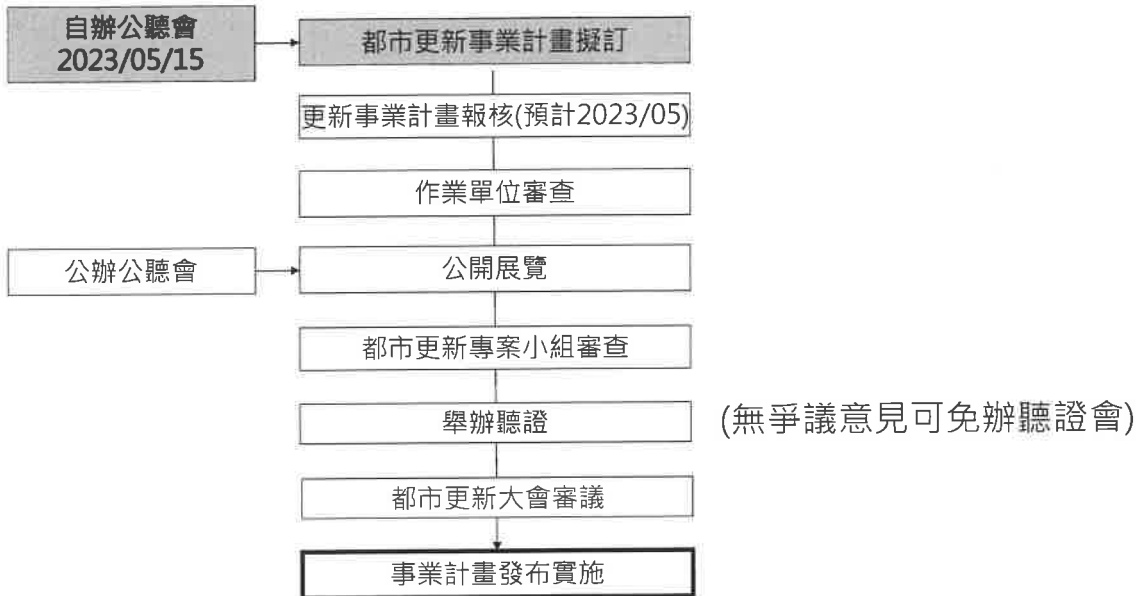 自辦公聽會
2023/05/15
都市更新事業計畫擬訂
更新事業計畫報核(預計2023/05)
作業單位審查
公辦公聽會
公開展覽
都市更新專案小組審查
舉辦聽證
(無爭議意見可免辦聽證會)
都市更新大會審議
事業計畫發布實施